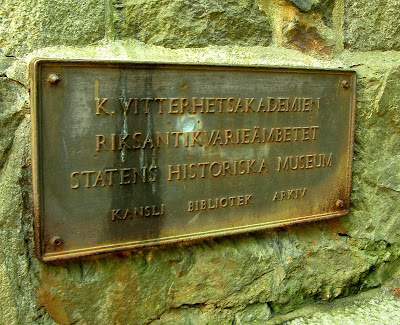 K. VITTERHETSAKADEMIEN
RIKSANTIKVARIEÄMBETET
STATENS HISTORISKA MUSEUM
KANSLI BIBLIOTEK ARKIV